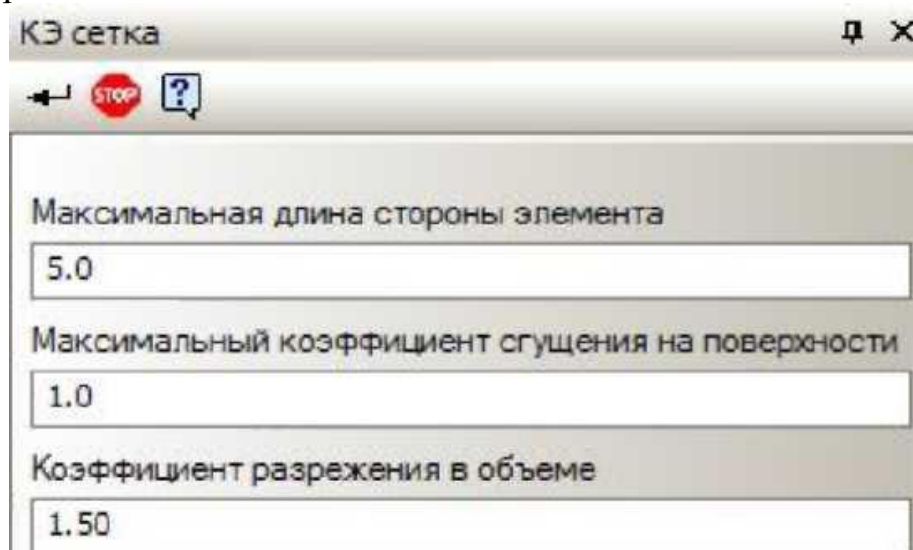 КЭ сетка
STOP
?
Максимальная длина стороны элемента
5.0
Максимальный коэффициент сгущения на поверхности
1.0
Коэффициент разрежения в объеме
1.50